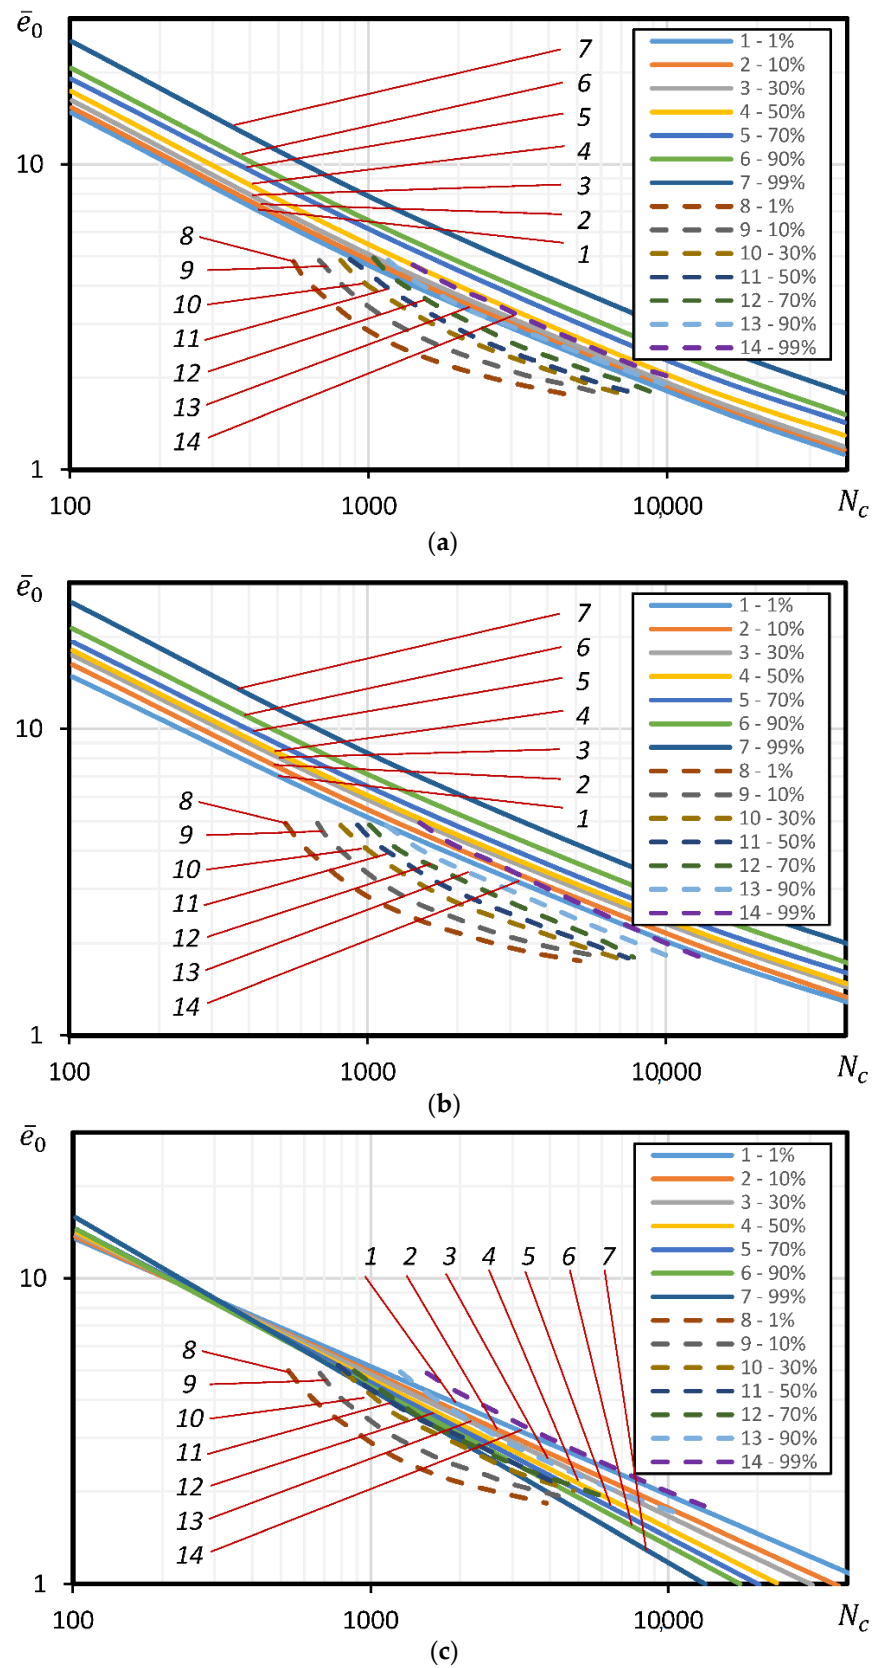 ē₀
7
6
5
4
3
2
1
8
9
10
11
12
13
14
1 - 1%
2 - 10%
3 - 30%
4 - 50%
5 - 70%
6 - 90%
7 - 99%
8 - 1%
9 - 10%
10 - 30%
11 - 50%
12 - 70%
13 - 90%
14 - 99%
10
1
100
1000
10,000
N_c
(a)
ē₀
7
6
5
4
3
2
1
8
9
10
11
12
13
14
1 - 1%
2 - 10%
3 - 30%
4 - 50%
5 - 70%
6 - 90%
7 - 99%
8 - 1%
9 - 10%
10 - 30%
11 - 50%
12 - 70%
13 - 90%
14 - 99%
10
1
100
1000
10,000
N_c
(b)
ē₀
1 2 3 4 5 6 7
8
9
10
11
12
13
14
1 - 1%
2 - 10%
3 - 30%
4 - 50%
5 - 70%
6 - 90%
7 - 99%
8 - 1%
9 - 10%
10 - 30%
11 - 50%
12 - 70%
13 - 90%
14 - 99%
10
1
100
1000
10,000
N_c
(c)